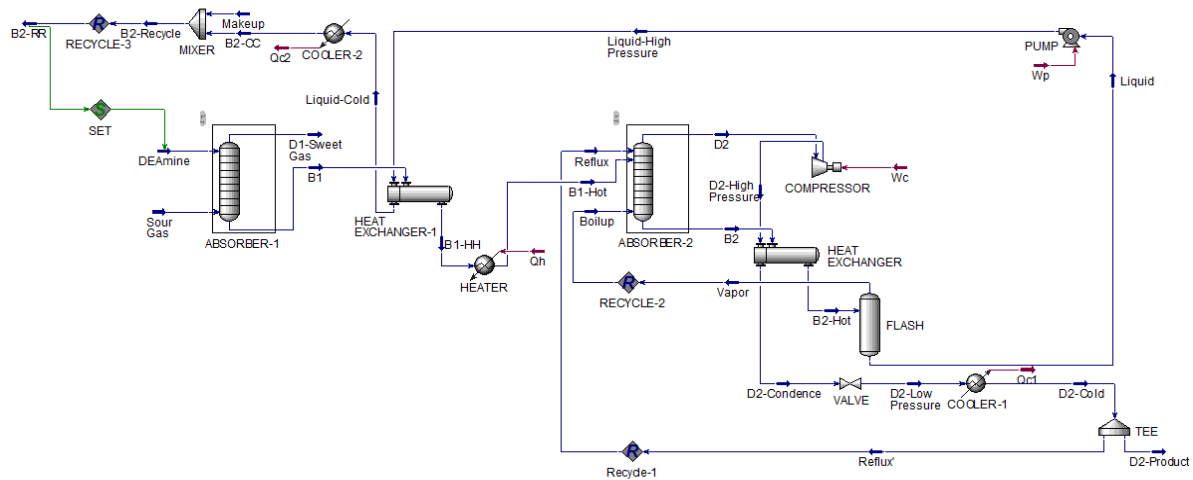 B2-RR
RECYCLE-3
R
B2-Recycle
Makeup
MIXER
B2-CC
Qc2
COOLER-2
Liquid-High
Pressure
PUMP
Wp
Liquid
Liquid-Cold
S
SET
DEAmine
D1-Sweet
Gas
B1
Sour
Gas
ABSORBER-1
HEAT
EXCHANGER-1
B1-HH
Qh
HEATER
Reflux
B1-Hot
Boilup
ABSORBER-2
D2
COMPRESSOR
Wc
D2-High
Pressure
B2
HEAT
EXCHANGER
R
RECYCLE-2
Vapor
B2-Hot
FLASH
D2-Condence
VALVE
D2-Low
Pressure
Qc1
COOLER-1
D2-Cold
TEE
R
Recycle-1
Reflux'
D2-Product